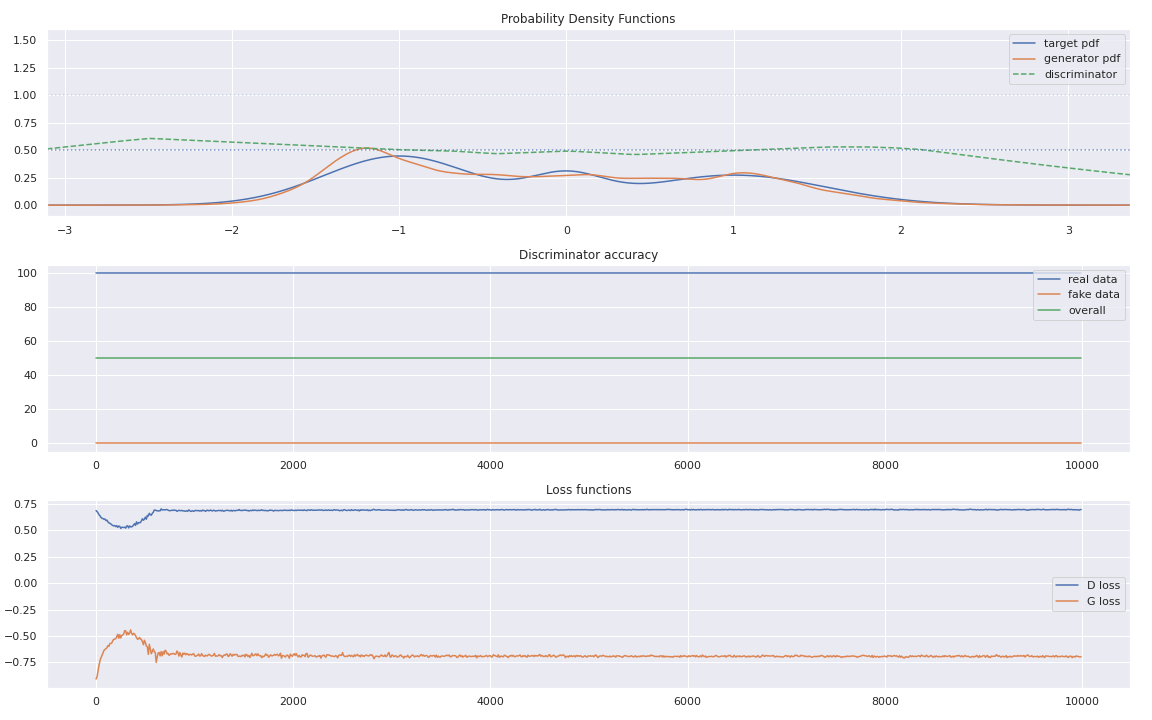 Probability Density Functions
1.50
1.25
1.00
0.75
0.50
0.25
0.00
target pdf
generator pdf
discriminator
−3 −2 −1 0 1 2 3
Discriminator accuracy
100
80
60
40
20
0
real data
fake data
overall
0 2000 4000 6000 8000 10000
Loss functions
0.75
0.50
0.25
0.00
−0.25
−0.50
−0.75
D loss
G loss
0 2000 4000 6000 8000 10000